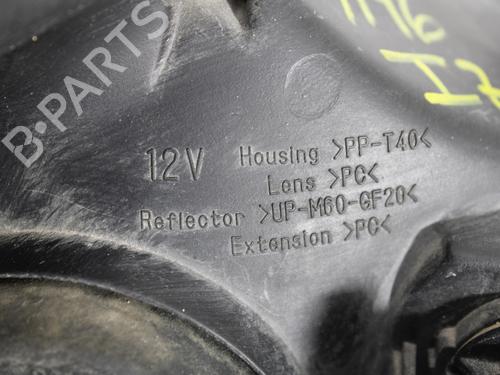 B-PARTS
12V
Housing >PP-T40<
Lens >PC<
Reflector >UP-M60-GF20<
Extension >PC<